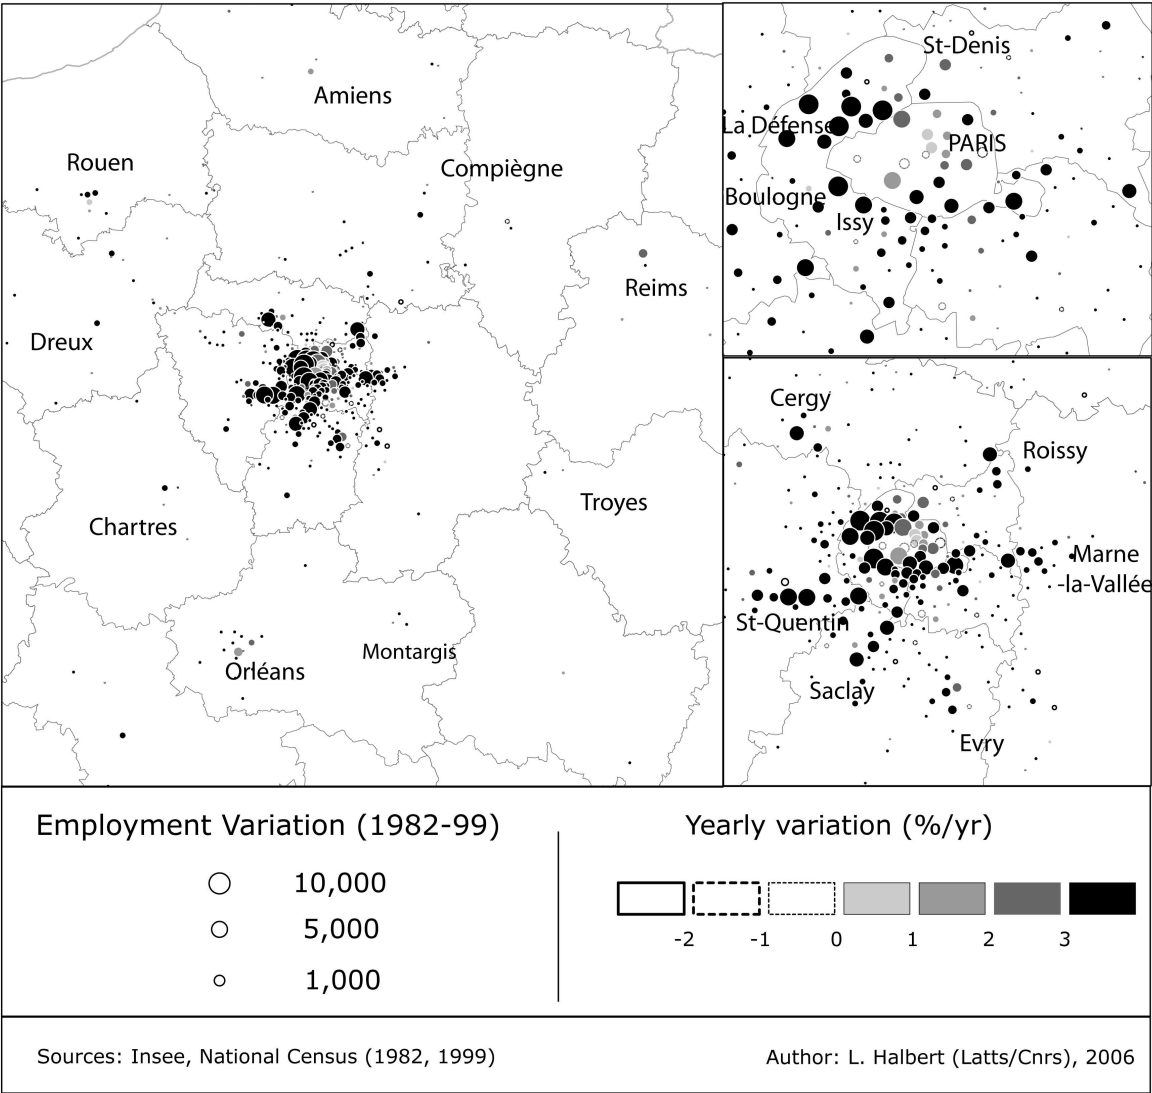 Amiens
Rouen
Compiègne
Reims
Dreux
Troyes
Chartres
Montargis
Orléans
St-Denis
La Défense
PARIS
Boulogne
Issy
Cergy
Roissy
Marne
-la-Vallée
St-Quentin
Saclay
Evry
Employment Variation (1982-99)
10,000
5,000
1,000
Yearly variation (%/yr)
-2 -1 0 1 2 3
Sources: Insee, National Census (1982, 1999)
Author: L. Halbert (Latts/Cnrs), 2006